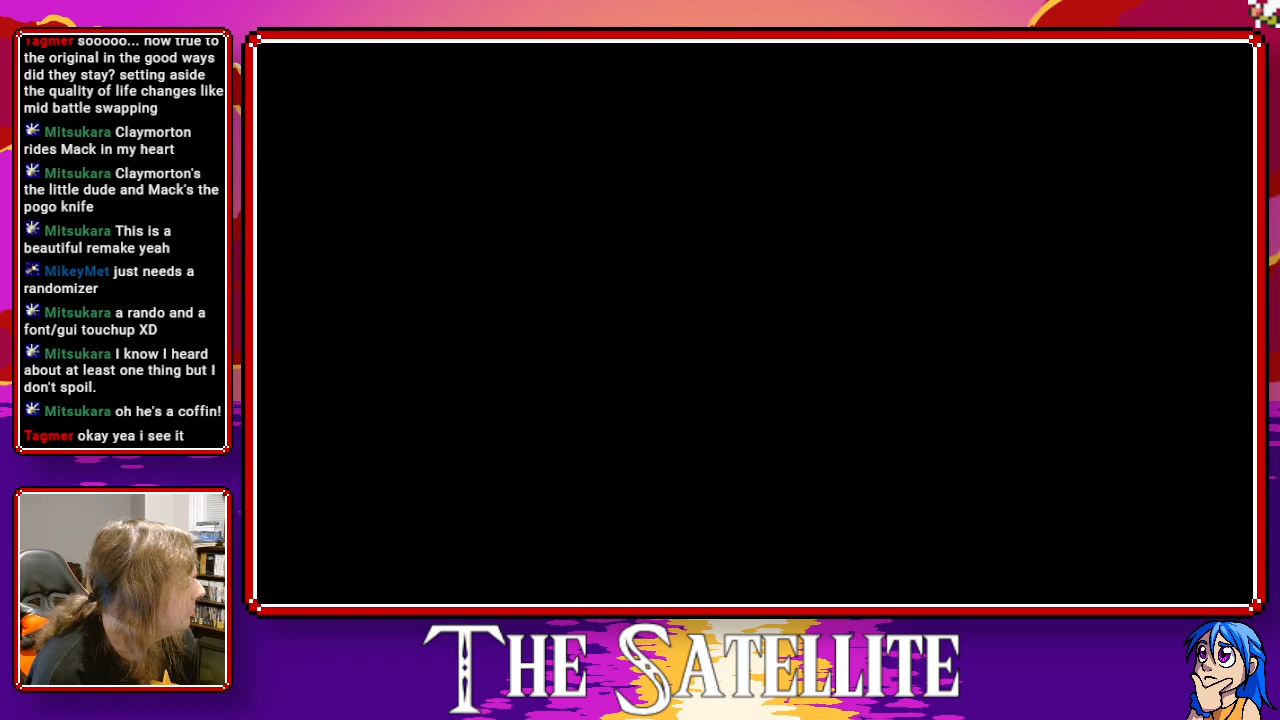 Tagmer sooooo... how true to
the original in the good ways
did they stay? setting aside
the quality of life changes like
mid battle swapping
Mitsukara Claymorton
rides Mack in my heart
Mitsukara Claymorton's
the little dude and Mack's the
pogo knife
Mitsukara This is a
beautiful remake yeah
MikeyMet just needs a
randomizer
Mitsukara a rando and a
font/gui touchup XD
Mitsukara I know I heard
about at least one thing but I
don't spoil.
Mitsukara oh he's a coffin!
Tagmer okay yea i see it
THE SATELLITE